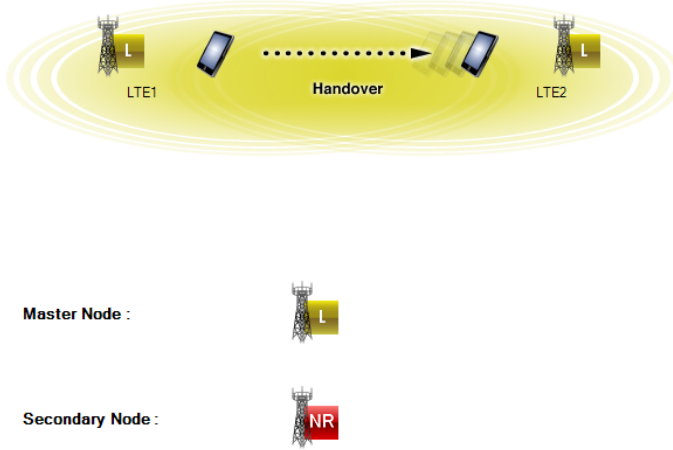 L
L
LTE1
Handover
LTE2
Master Node :
L
Secondary Node :
NR